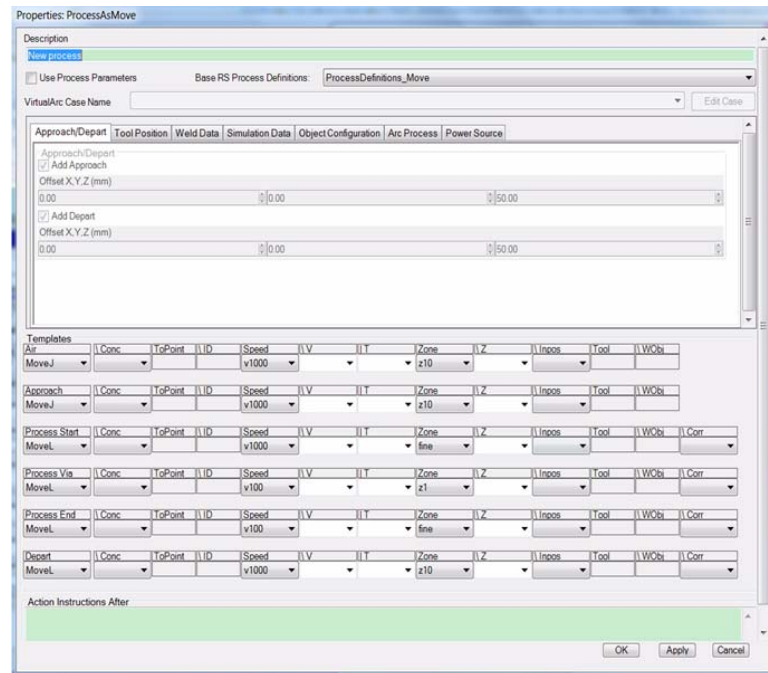 Properties: ProcessAsMove
Description
New process
Use Process Parameters Base RS Process Definitions: ProcessDefinitions_Move
VirtualArc Case Name Edit Case
Approach/Depart Tool Position Weld Data Simulation Data Object Configuration Arc Process Power Source
Approach/Depart
Add Approach
Offset X,Y,Z (mm)
0.00 0.00 50.00
Add Depart
Offset X,Y,Z (mm)
0.00 0.00 50.00
Templates
Air \ Conc ToPoint \ ID Speed \ V \ T Zone \ Z \ Inpos Tool \ WObj
MoveJ v1000 z10
Approach \ Conc ToPoint \ ID Speed \ V \ T Zone \ Z \ Inpos Tool \ WObj
MoveJ v1000 z10
Process Start \ Conc ToPoint \ ID Speed \ V \ T Zone \ Z \ Inpos Tool \ WObj \ Corr
MoveL v1000 fine
Process Via \ Conc ToPoint \ ID Speed \ V \ T Zone \ Z \ Inpos Tool \ WObj \ Corr
MoveL v100 z1
Process End \ Conc ToPoint \ ID Speed \ V \ T Zone \ Z \ Inpos Tool \ WObj \ Corr
MoveL v100 fine
Depart \ Conc ToPoint \ ID Speed \ V \ T Zone \ Z \ Inpos Tool \ WObj \ Corr
MoveL v1000 z10
Action Instructions After
OK Apply Cancel